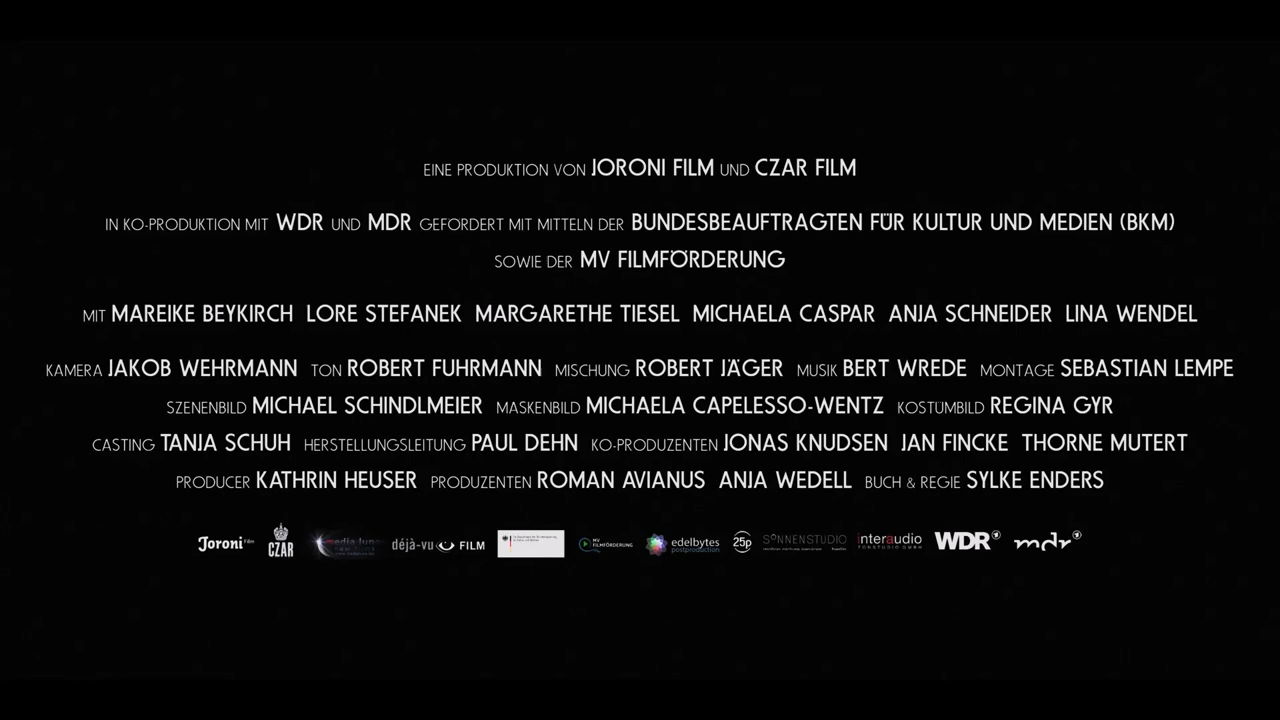 EINE PRODUKTION VON JORONI FILM UND CZAR FILM
IN KO-PRODUKTION MIT WDR UND MDR GEFORDERT MIT MITTELN DER BUNDESBEAUFTRAGTEN FÜR KULTUR UND MEDIEN (BKM)
SOWIE DER MV FILMFÖRDERUNG
MIT MAREIKE BEYKIRCH LORE STEFANEK MARGARETHE TIESEL MICHAELA CASPAR ANJA SCHNEIDER LINA WENDEL
KAMERA JAKOB WEHRMANN TON ROBERT FUHRMANN MISCHUNG ROBERT JÄGER MUSIK BERT WREDE MONTAGE SEBASTIAN LEMPE
SZENENBILD MICHAEL SCHINDLMEIER MASKENBILD MICHAELA CAPELESSO-WENTZ KOSTÜMBILD REGINA GYR
CASTING TANJA SCHUH HERSTELLUNGSLEITUNG PAUL DEHN KO-PRODUZENTEN JONAS KNUDSEN JAN FINCKE THORNE MUTERT
PRODUCER KATHRIN HEUSER PRODUZENTEN ROMAN AVIANUS ANJA WEDELL BUCH & REGIE SYLKE ENDERS
Joroni Film CZAR déjà-vu FILM MV FILMFÖRDERUNG edelbytes postproduction 25p SONNENSTUDIO interaudio TONSTUDIO GMBH WDR mdr